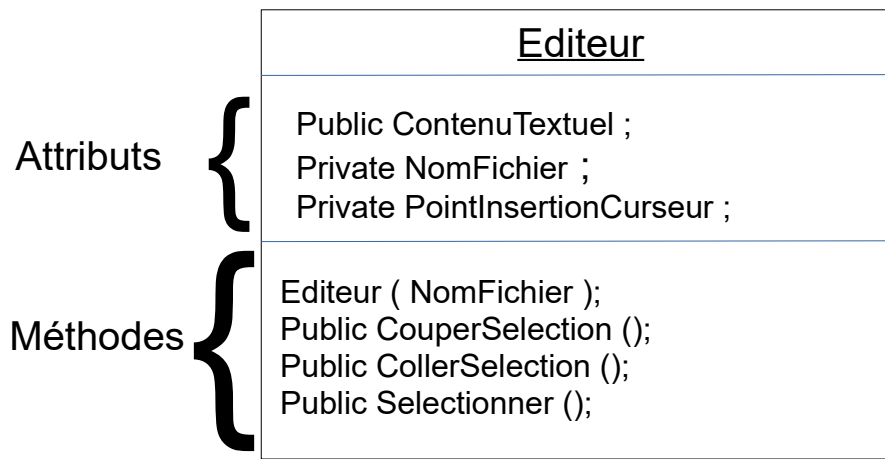 Editeur
Attributs
Public ContenuTextuel ;
Private NomFichier ;
Private PointInsertionCurseur ;
Méthodes
Editeur ( NomFichier );
Public CouperSelection ();
Public CollerSelection ();
Public Selectionner ();